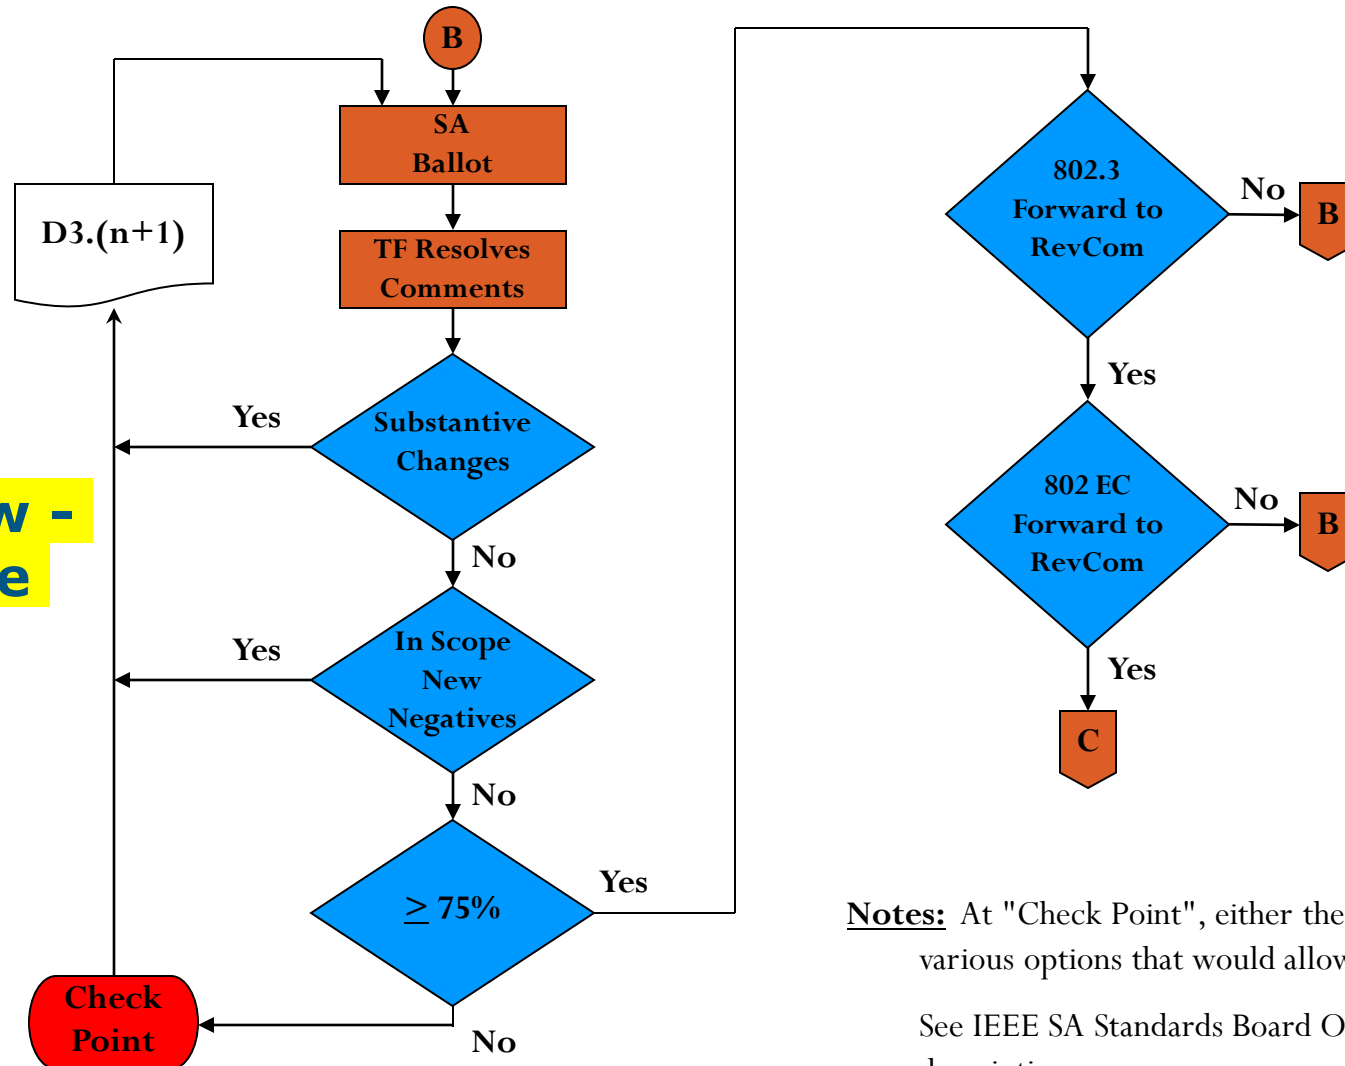 B
SA
Ballot
D3.(n+1)
TF Resolves
Comments
Substantive
Changes
Yes
No
In Scope
New
Negatives
Yes
No
≥ 75%
Yes
No
Check
Point
802.3
Forward to
RevCom
No
B
Yes
802 EC
Forward to
RevCom
No
B
Yes
C
Notes: At "Check Point", either the
various options that would allow
See IEEE SA Standards Board